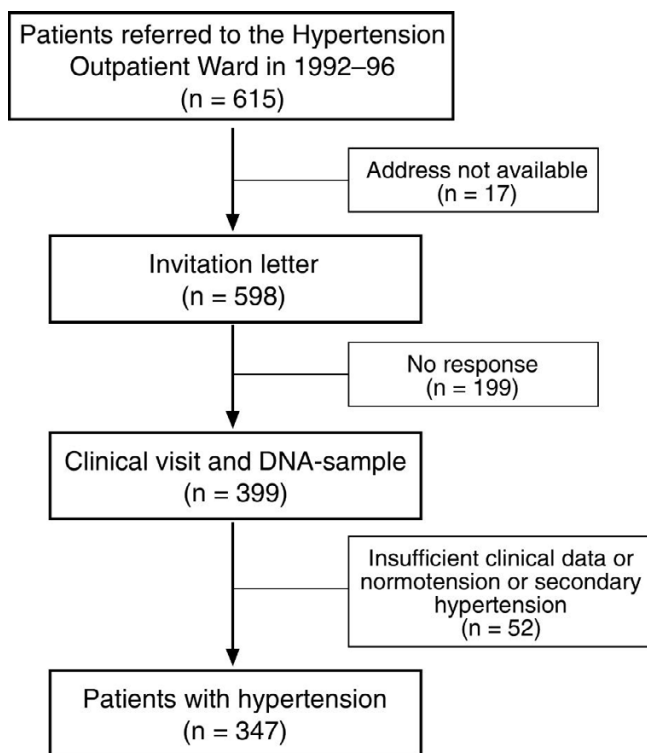 Patients referred to the Hypertension
Outpatient Ward in 1992–96
(n = 615)
Address not available
(n = 17)
Invitation letter
(n = 598)
No response
(n = 199)
Clinical visit and DNA-sample
(n = 399)
Insufficient clinical data or
normotension or secondary
hypertension
(n = 52)
Patients with hypertension
(n = 347)